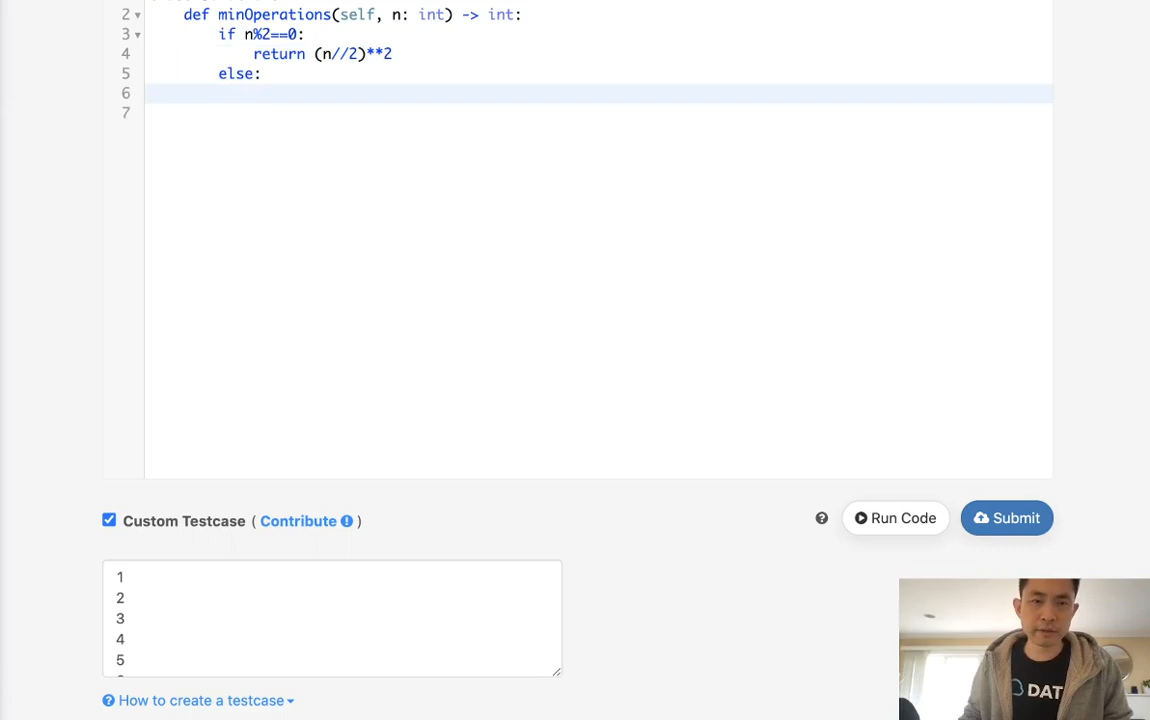 2 def minOperations(self, n: int) -> int:
3 if n%2==0:
4 return (n//2)**2
5 else:
6
7
Custom Testcase ( Contribute )
Run Code
Submit
1
2
3
4
5
How to create a testcase
DAT